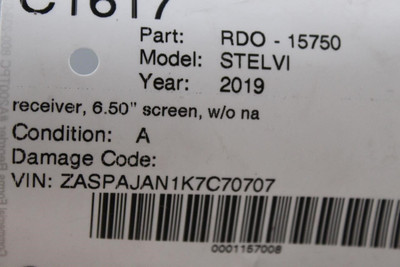 C1617
Part: RDO - 15750
Model: STELVI
Year: 2019
receiver, 6.50" screen, w/o na
Condition: A
Damage Code:
VIN: ZASPAJAN1K7C70707
0001157008